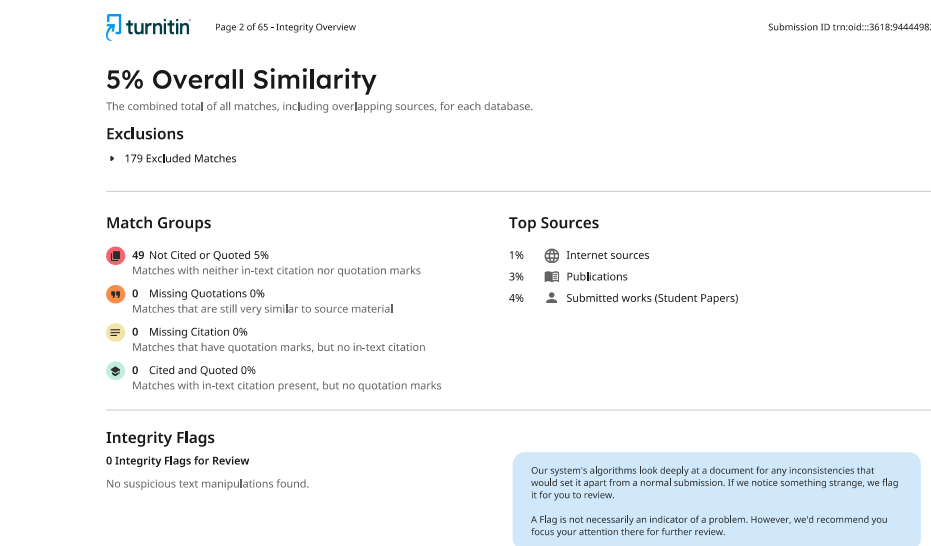 turnitin Page 2 of 65 - Integrity Overview Submission ID trn:oid:::3618:9444498
5% Overall Similarity
The combined total of all matches, including overlapping sources, for each database.
Exclusions
179 Excluded Matches
Match Groups
49 Not Cited or Quoted 5%
Matches with neither in-text citation nor quotation marks
0 Missing Quotations 0%
Matches that are still very similar to source material
0 Missing Citation 0%
Matches that have quotation marks, but no in-text citation
0 Cited and Quoted 0%
Matches with in-text citation present, but no quotation marks
Top Sources
1% Internet sources
3% Publications
4% Submitted works (Student Papers)
Integrity Flags
0 Integrity Flags for Review
No suspicious text manipulations found.
Our system's algorithms look deeply at a document for any inconsistencies that
would set it apart from a normal submission. If we notice something strange, we flag
it for you to review.
A Flag is not necessarily an indicator of a problem. However, we'd recommend you
focus your attention there for further review.